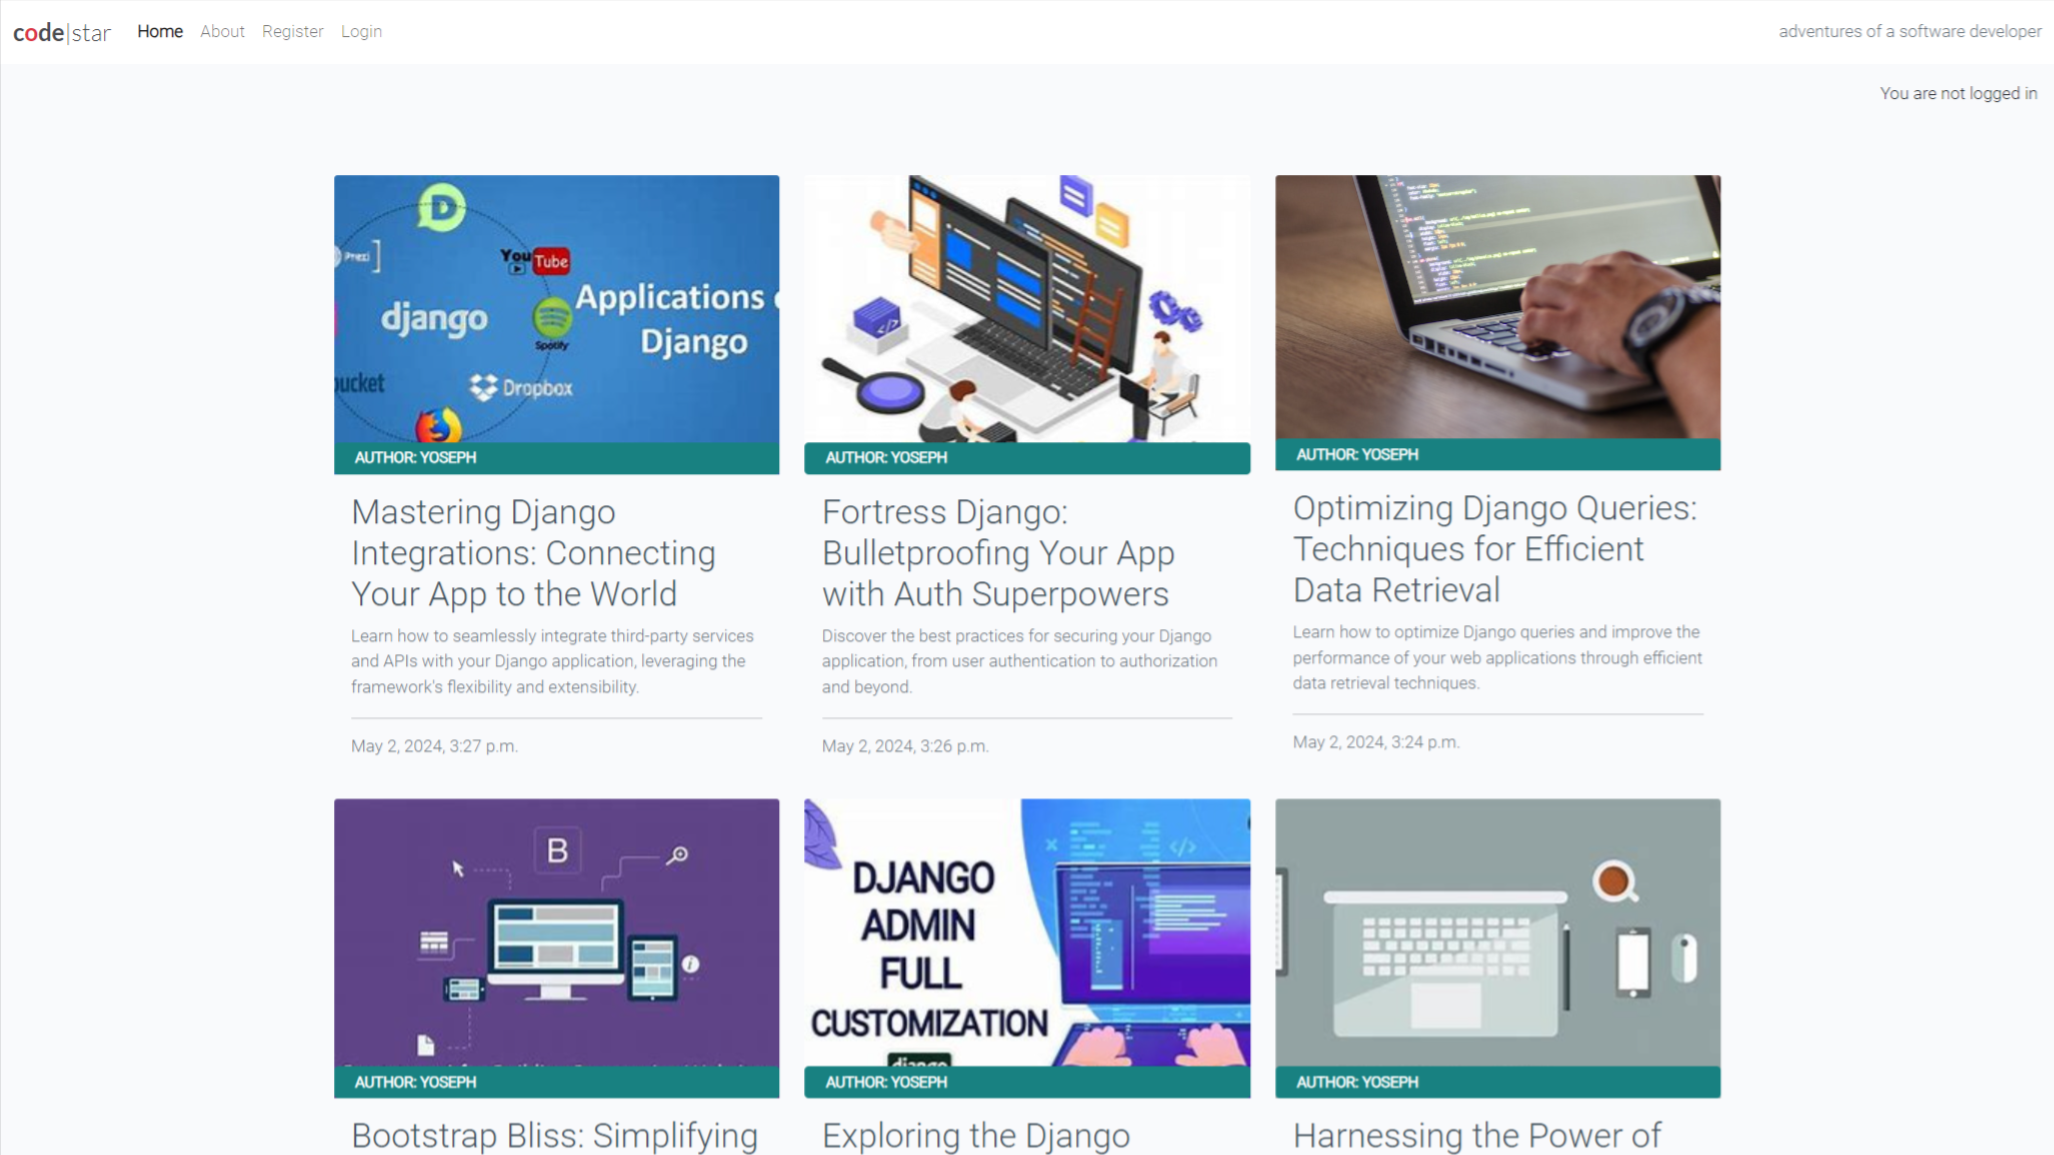 code|star Home About Register Login adventures of a software developer
You are not logged in
D
Prezi
You Tube
Applications
django
Spotify
Django
ucket
Dropbox
AUTHOR: YOSEPH
Mastering Django
Integrations: Connecting
Your App to the World
Learn how to seamlessly integrate third-party services
and APIs with your Django application, leveraging the
framework's flexibility and extensibility.
May 2, 2024, 3:27 p.m.
</>
AUTHOR: YOSEPH
Fortress Django:
Bulletproofing Your App
with Auth Superpowers
Discover the best practices for securing your Django
application, from user authentication to authorization
and beyond.
May 2, 2024, 3:26 p.m.
AUTHOR: YOSEPH
Optimizing Django Queries:
Techniques for Efficient
Data Retrieval
Learn how to optimize Django queries and improve the
performance of your web applications through efficient
data retrieval techniques.
May 2, 2024, 3:24 p.m.
B
i
AUTHOR: YOSEPH
Bootstrap Bliss: Simplifying
</>
DJANGO
ADMIN
FULL
CUSTOMIZATION
django
AUTHOR: YOSEPH
Exploring the Django
AUTHOR: YOSEPH
Harnessing the Power of